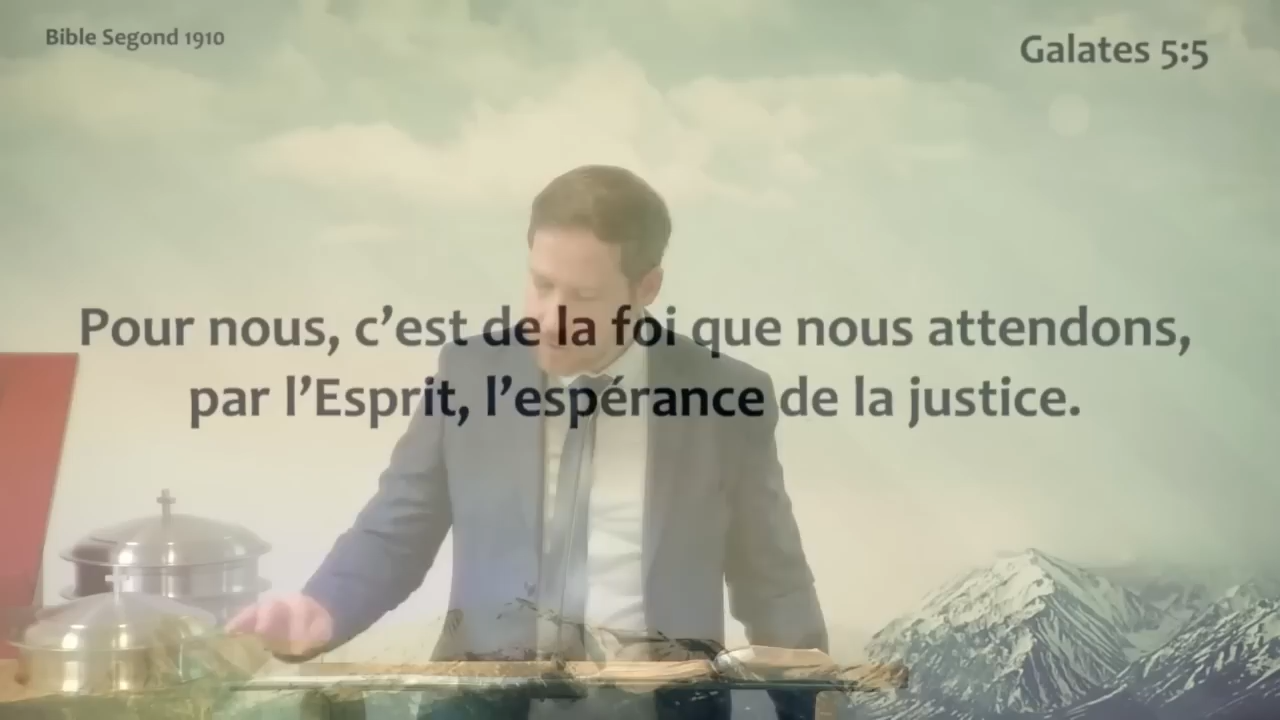 Bible Segond 1910
Galates 5:5
Pour nous, c’est de la foi que nous attendons,
par l’Esprit, l’espérance de la justice.